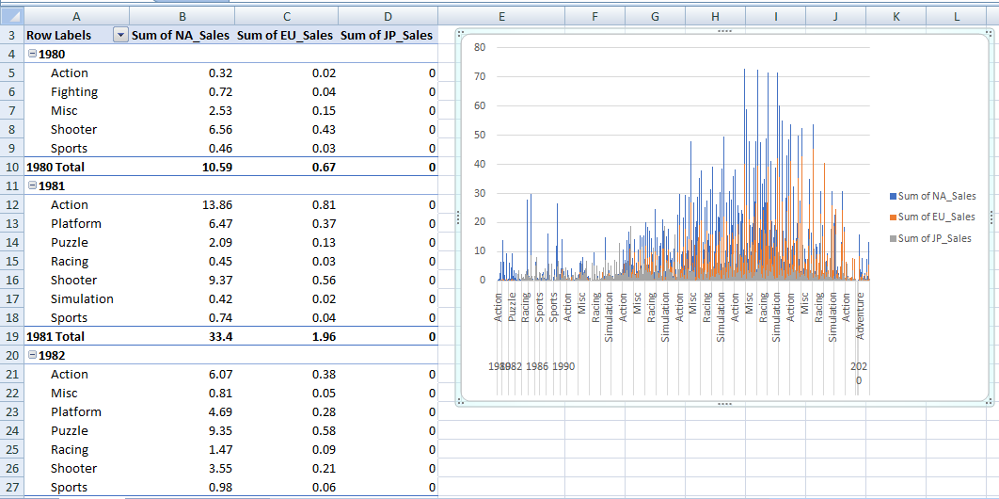 A B C D E F G H I J K L
3 Row Labels Sum of NA_Sales Sum of EU_Sales Sum of JP_Sales
4 1980
5 Action 0.32 0.02 0
6 Fighting 0.72 0.04 0
7 Misc 2.53 0.15 0
8 Shooter 6.56 0.43 0
9 Sports 0.46 0.03 0
10 1980 Total 10.59 0.67 0
11 1981
12 Action 13.86 0.81 0
13 Platform 6.47 0.37 0
14 Puzzle 2.09 0.13 0
15 Racing 0.45 0.03 0
16 Shooter 9.37 0.56 0
17 Simulation 0.42 0.02 0
18 Sports 0.74 0.04 0
19 1981 Total 33.4 1.96 0
20 1982
21 Action 6.07 0.38 0
22 Misc 0.81 0.05 0
23 Platform 4.69 0.28 0
24 Puzzle 9.35 0.58 0
25 Racing 1.47 0.09 0
26 Shooter 3.55 0.21 0
27 Sports 0.98 0.06 0
80
70
60
50
40
30
20
10
0
Action Puzzle Racing Sports Sports Action Misc Racing Simulation Action Misc Racing Simulation Action Misc Racing Simulation Action Misc Racing Simulation Action Misc Racing Simulation Action Adventure
1986 1990 202
0
Sum of NA_Sales
Sum of EU_Sales
Sum of JP_Sales